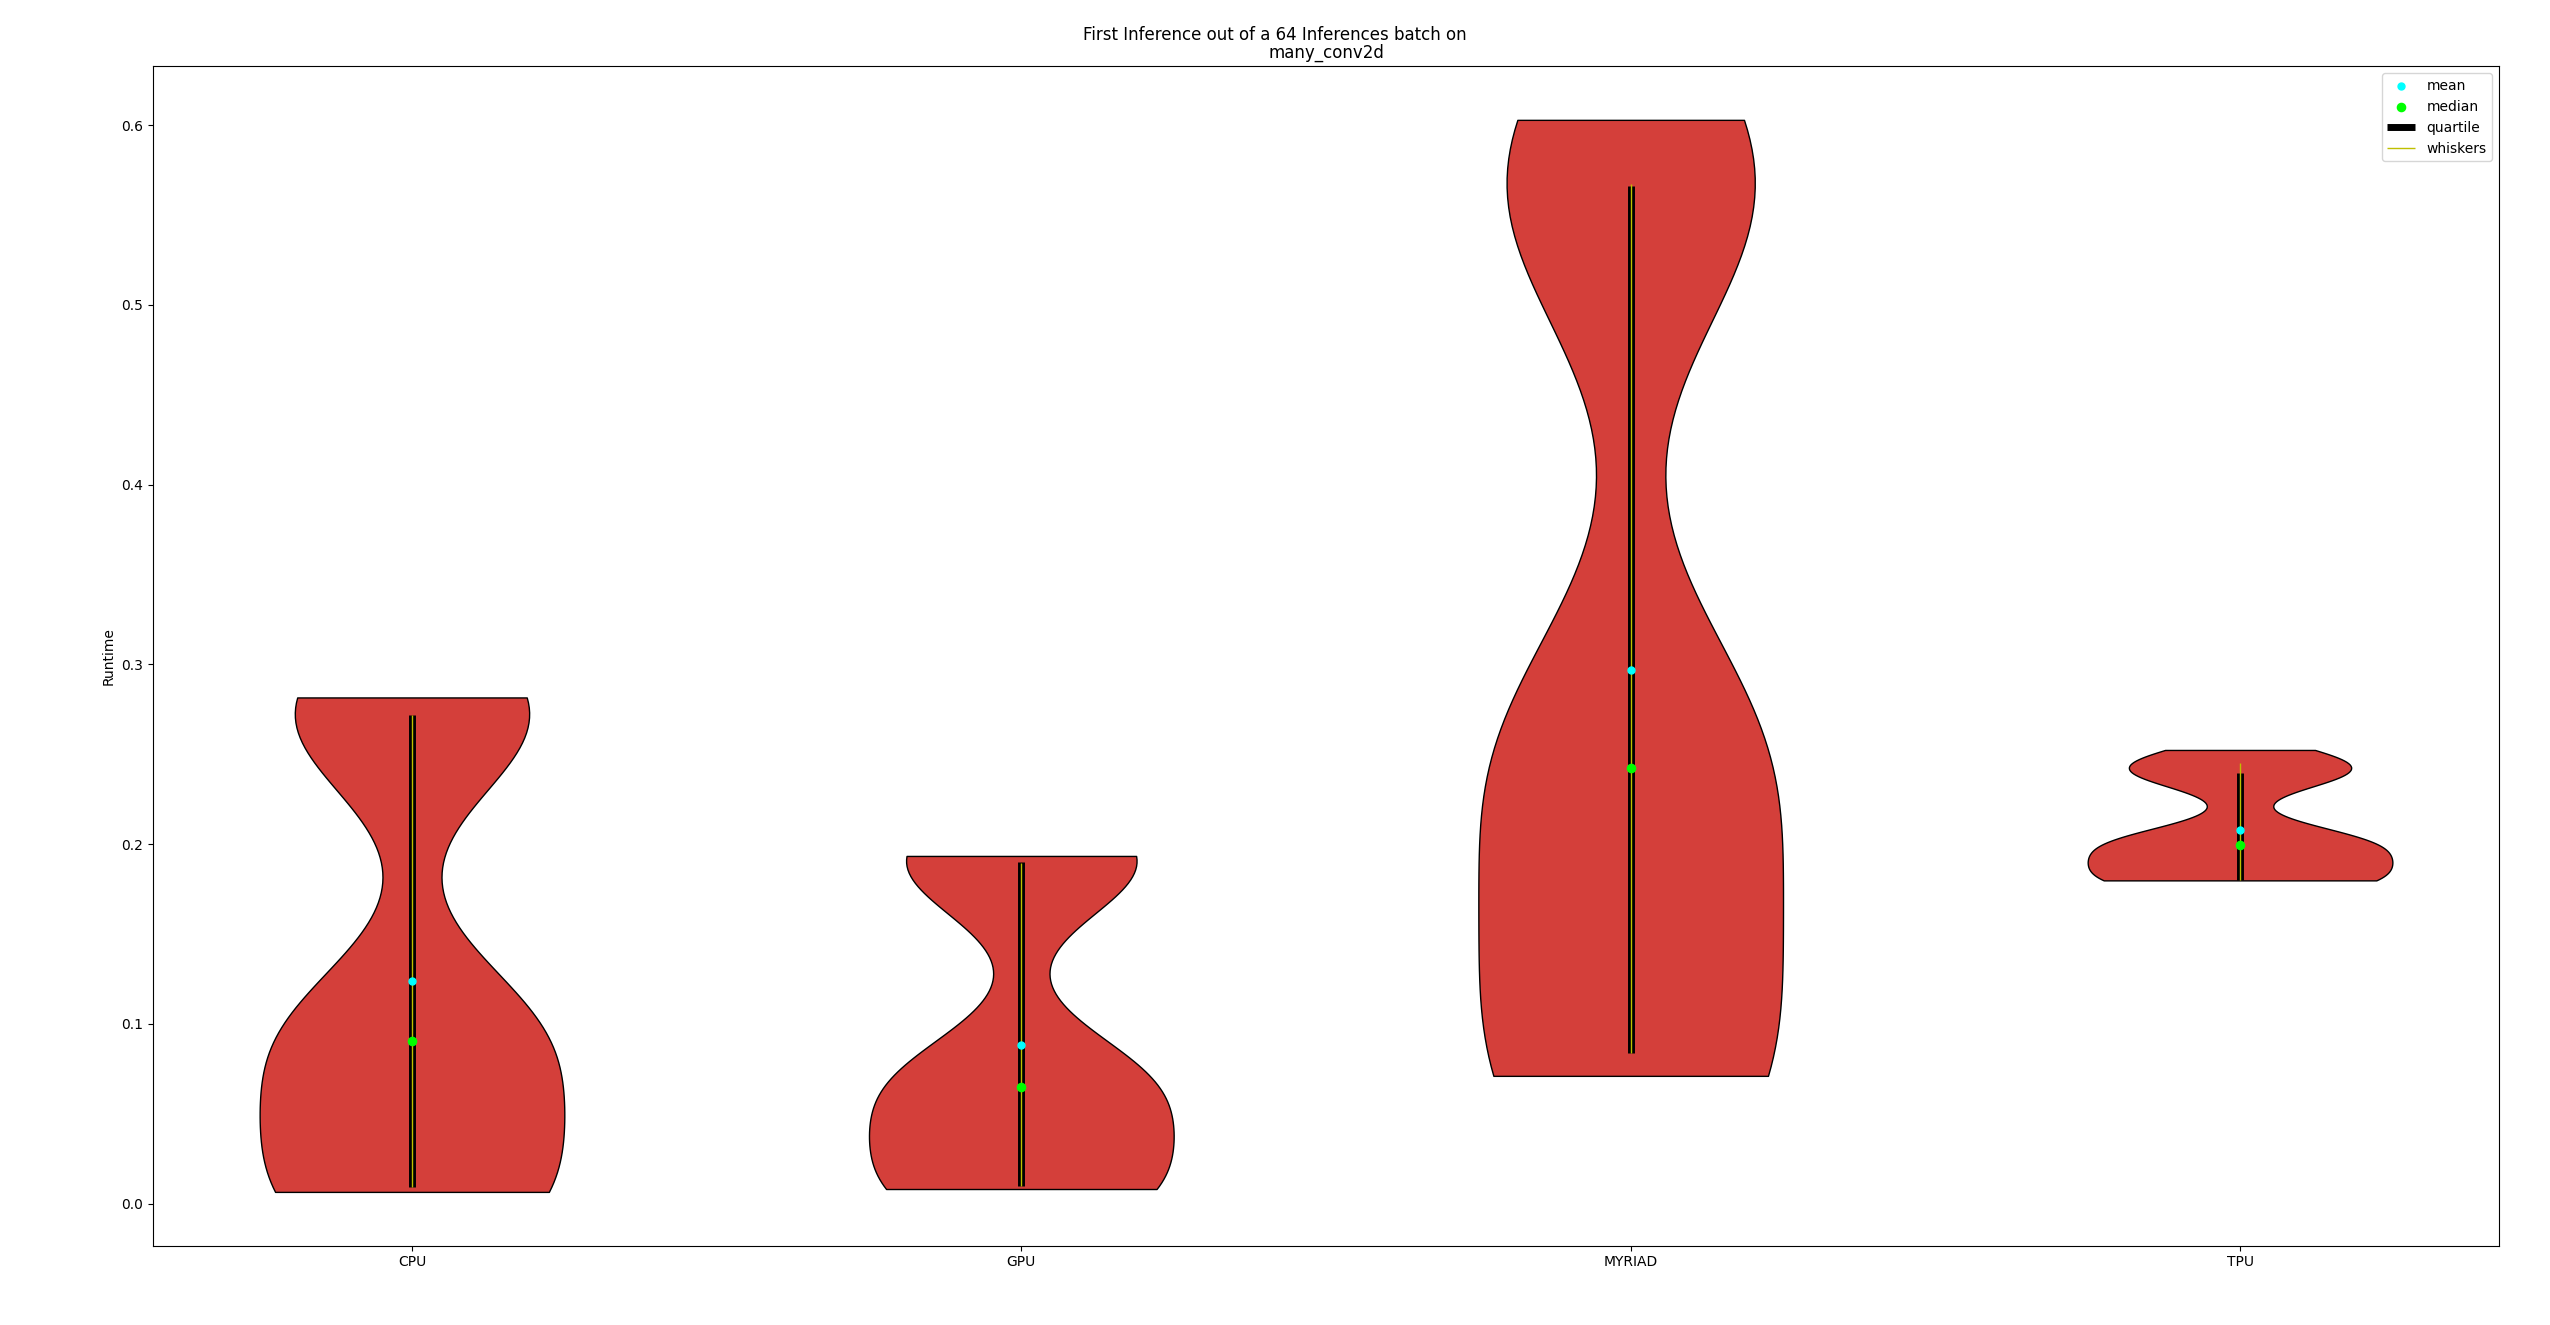 First Inference out of a 64 Inferences batch on
many_conv2d
mean
median
quartile
whiskers
0.6
0.5
0.4
0.3
0.2
0.1
0.0
Runtime
CPU
GPU
MYRIAD
TPU